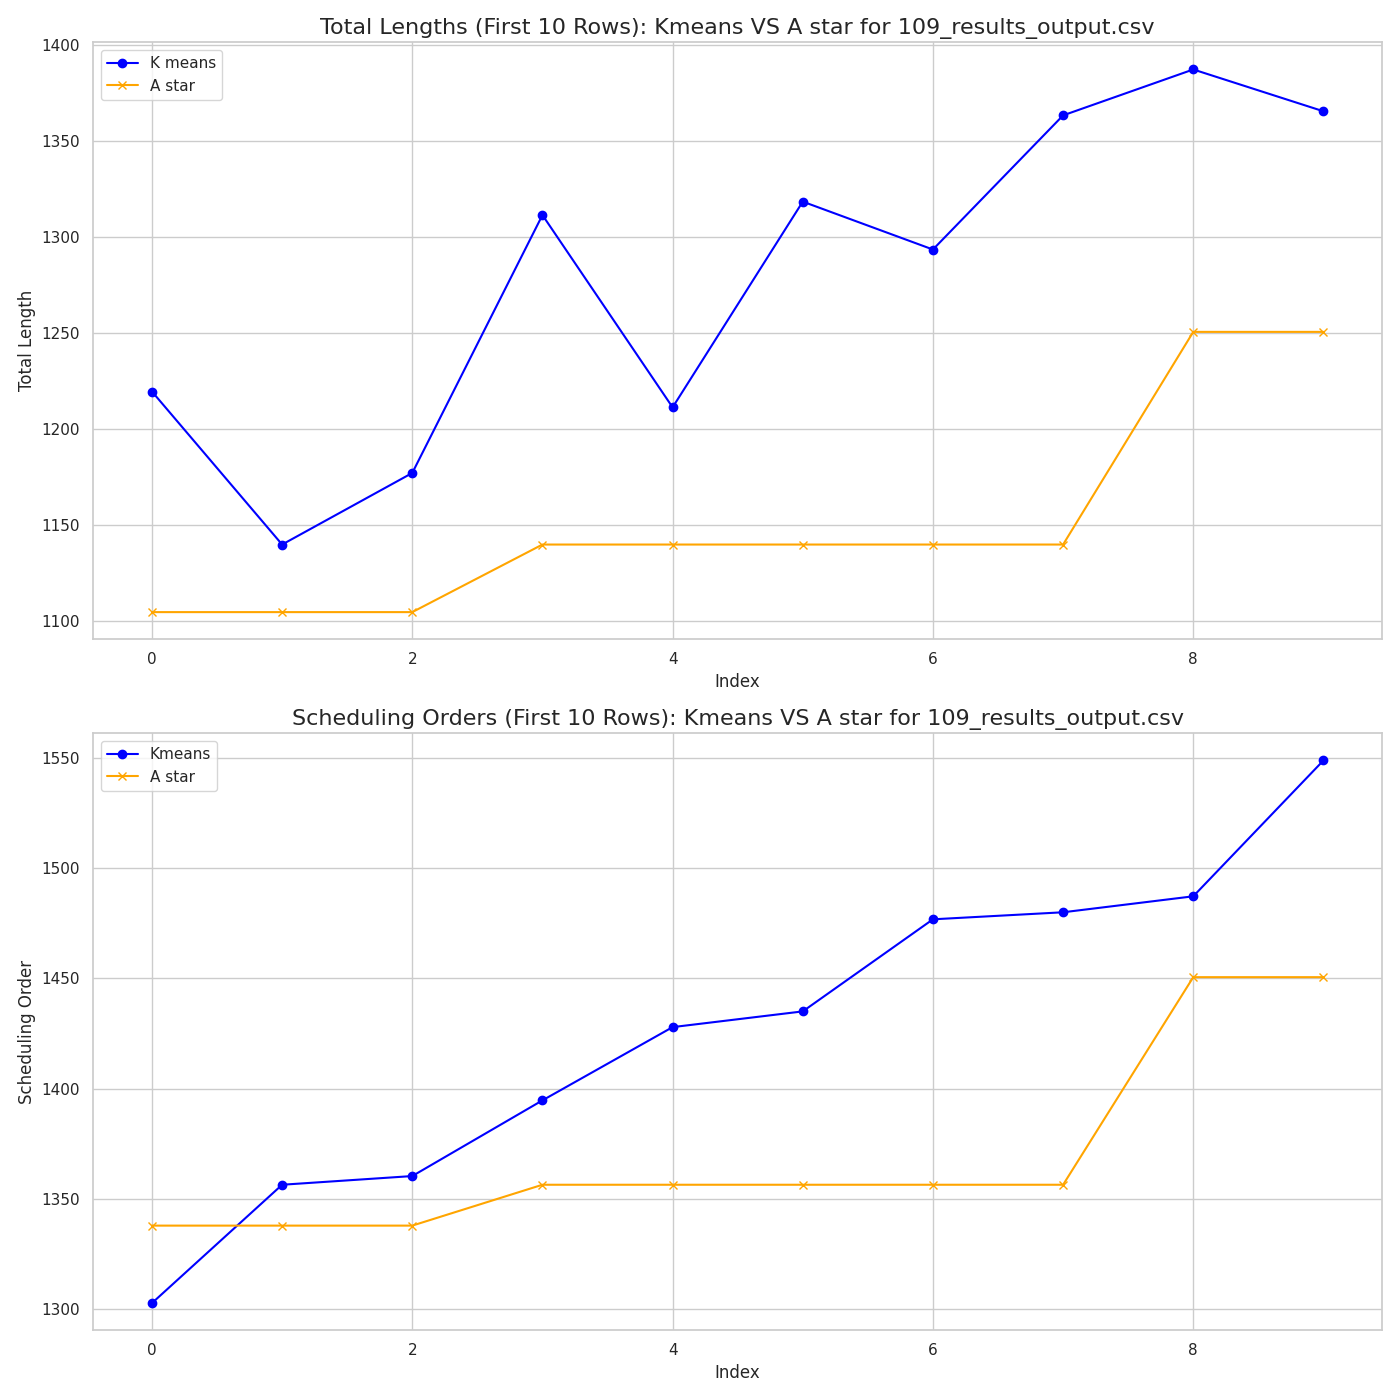 Total Lengths (First 10 Rows): Kmeans VS A star for 109_results_output.csv
K means
A star
1400
1350
1300
1250
1200
1150
1100
Total Length
0 2 4 6 8
Index
Scheduling Orders (First 10 Rows): Kmeans VS A star for 109_results_output.csv
Kmeans
A star
1550
1500
1450
1400
1350
1300
Scheduling Order
0 2 4 6 8
Index